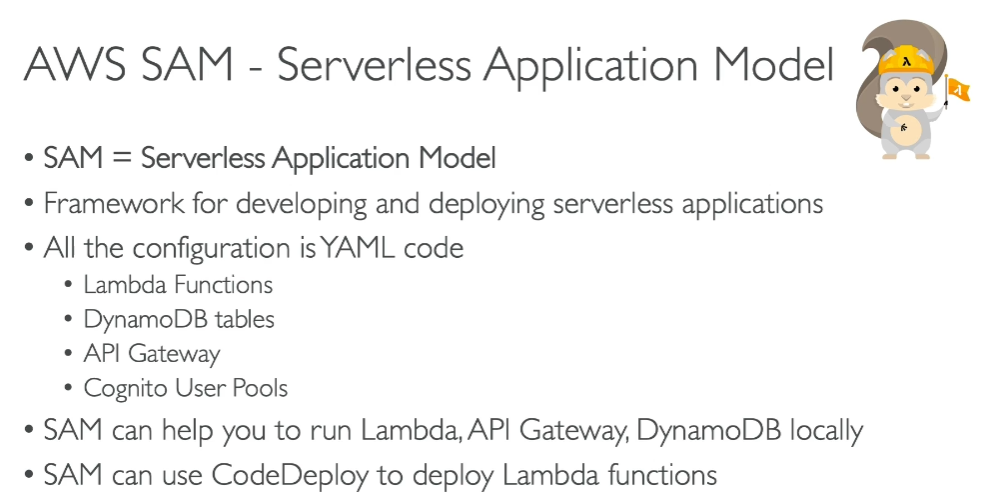 AWS SAM - Serverless Application Model
• SAM = Serverless Application Model
• Framework for developing and deploying serverless applications
• All the configuration is YAML code
• Lambda Functions
• DynamoDB tables
• API Gateway
• Cognito User Pools
• SAM can help you to run Lambda, API Gateway, DynamoDB locally
• SAM can use CodeDeploy to deploy Lambda functions